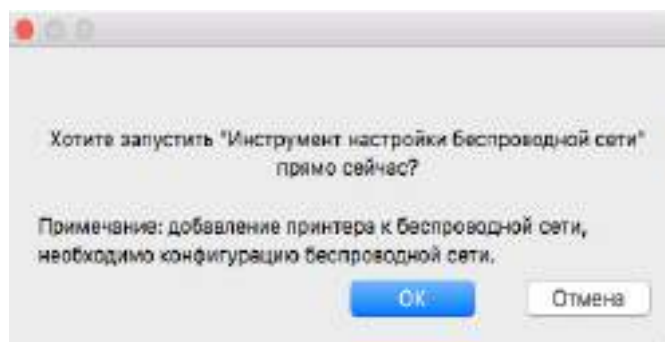 Хотите запустить "Инструмент настройки беспроводной сети"
прямо сейчас?
Примечание: добавление принтера к беспроводной сети,
необходимо конфигурацию беспроводной сети.
OK
Отмена